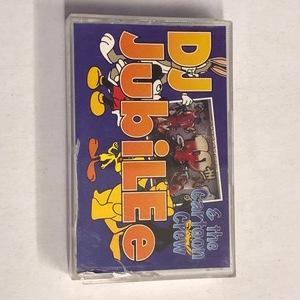 DJ
JubiLEe
& the
Cartoon
Crew